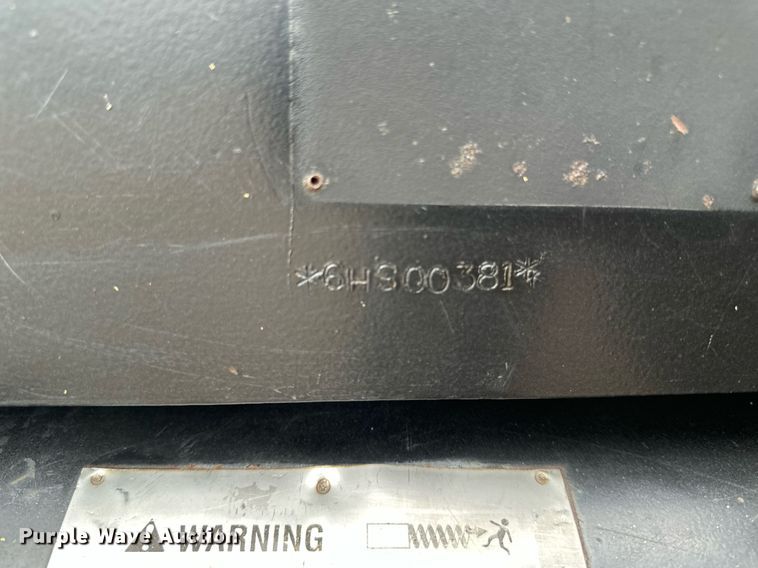 *6HS00381*
WARNING
Purple Wave Auction